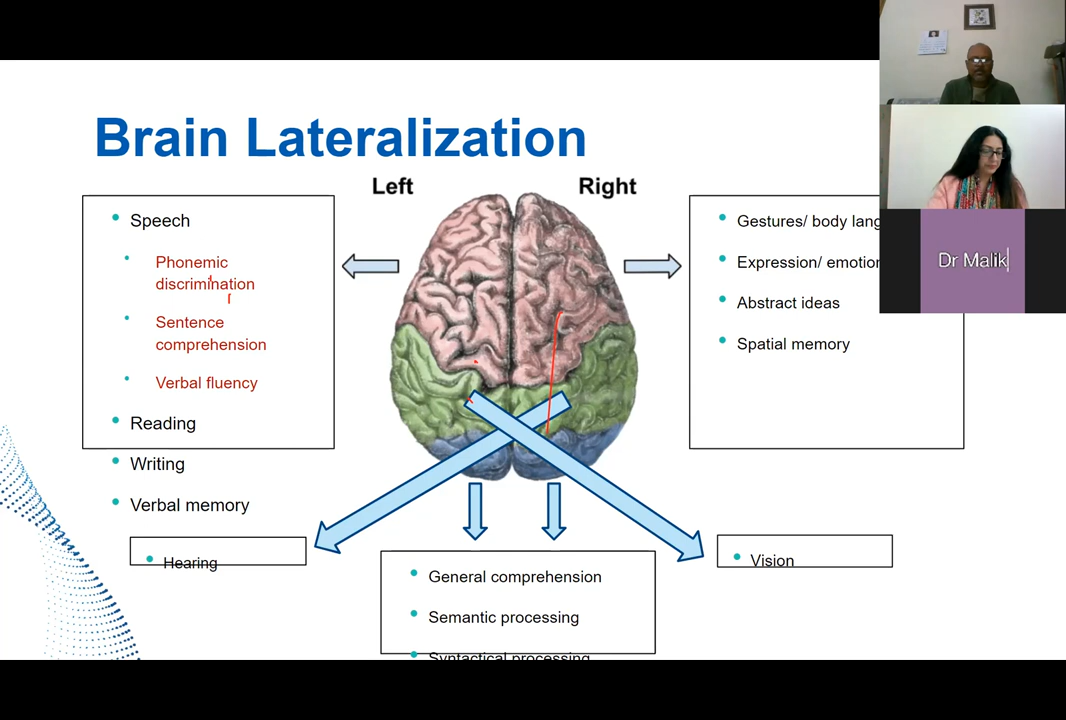 Brain Lateralization
Left
Right
Speech
Phonemic
discrimination
Sentence
comprehension
Verbal fluency
Reading
Writing
Verbal memory
Gestures/ body lang
Expression/ emotion
Abstract ideas
Spatial memory
Dr Malik
Hearing
Vision
General comprehension
Semantic processing
Syntactical processing